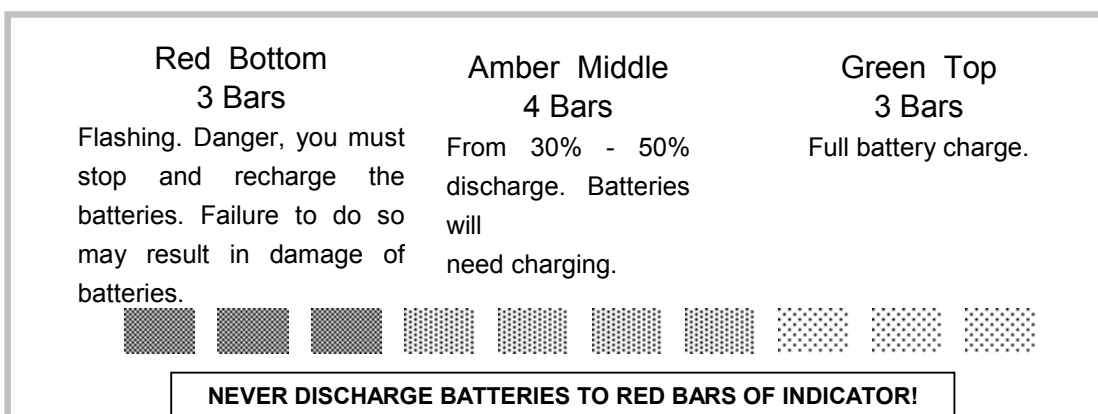 Red Bottom
3 Bars
Flashing. Danger, you must
stop and recharge the
batteries. Failure to do so
may result in damage of
batteries.
Amber Middle
4 Bars
From 30% - 50%
discharge. Batteries
will
need charging.
Green Top
3 Bars
Full battery charge.
NEVER DISCHARGE BATTERIES TO RED BARS OF INDICATOR!